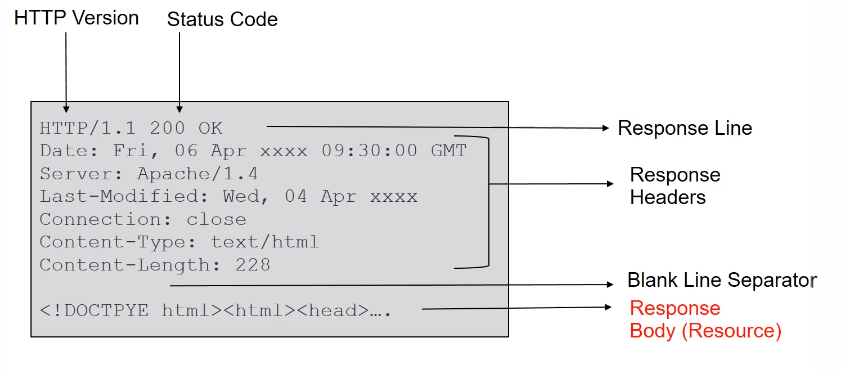 HTTP Version
Status Code
HTTP/1.1 200 OK
Response Line
Date: Fri, 06 Apr xxxx 09:30:00 GMT
Server: Apache/1.4
Last-Modified: Wed, 04 Apr xxxx
Connection: close
Content-Type: text/html
Content-Length: 228
Response
Headers
Blank Line Separator
<!DOCTPYE html><html><head>….
Response
Body (Resource)